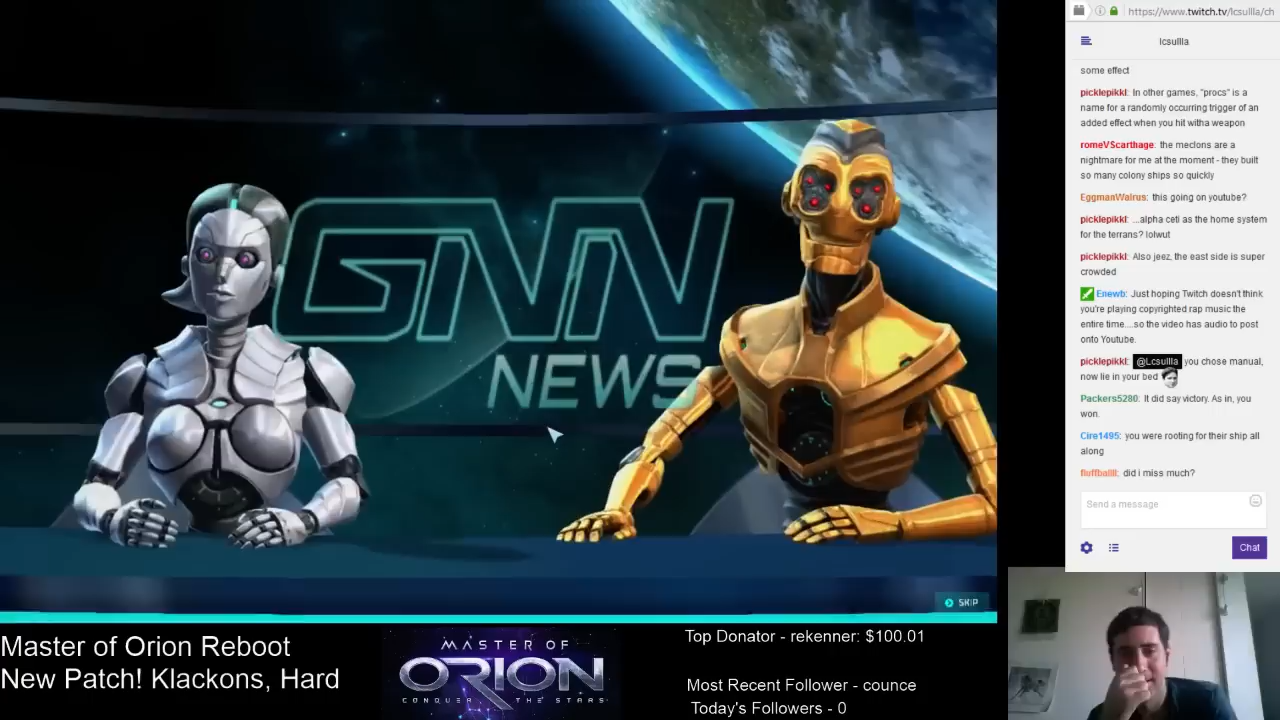 https://www.twitch.tv/lcsullla/ch
lcsullla
some effect
picklepikkl: In other games, "procs" is a
name for a randomly occurring trigger of an
added effect when you hit witha weapon
romeVScarthage: the meclons are a
nightmare for me at the moment - they built
so many colony ships so quickly
EggmanWalrus: this going on youtube?
picklepikkl: ...alpha ceti as the home system
for the terrans? lolwut
picklepikkl: Also jeez, the east side is super
crowded
Enewb: Just hoping Twitch doesn't think
you're playing copyrighted rap music the
entire time....so the video has audio to post
onto Youtube.
picklepikkl: @Lcsullla you chose manual,
now lie in your bed
Packers5280: It did say victory. As in, you
won.
Cire1495: you were rooting for their ship all
along
fluffballll: did i miss much?
Send a message
Chat
GNN
NEWS
SKIP
Master of Orion Reboot
New Patch! Klackons, Hard
MASTER OF
ORION
CONQUER THE STARS
Top Donator - rekenner: $100.01
Most Recent Follower - counce
Today's Followers - 0